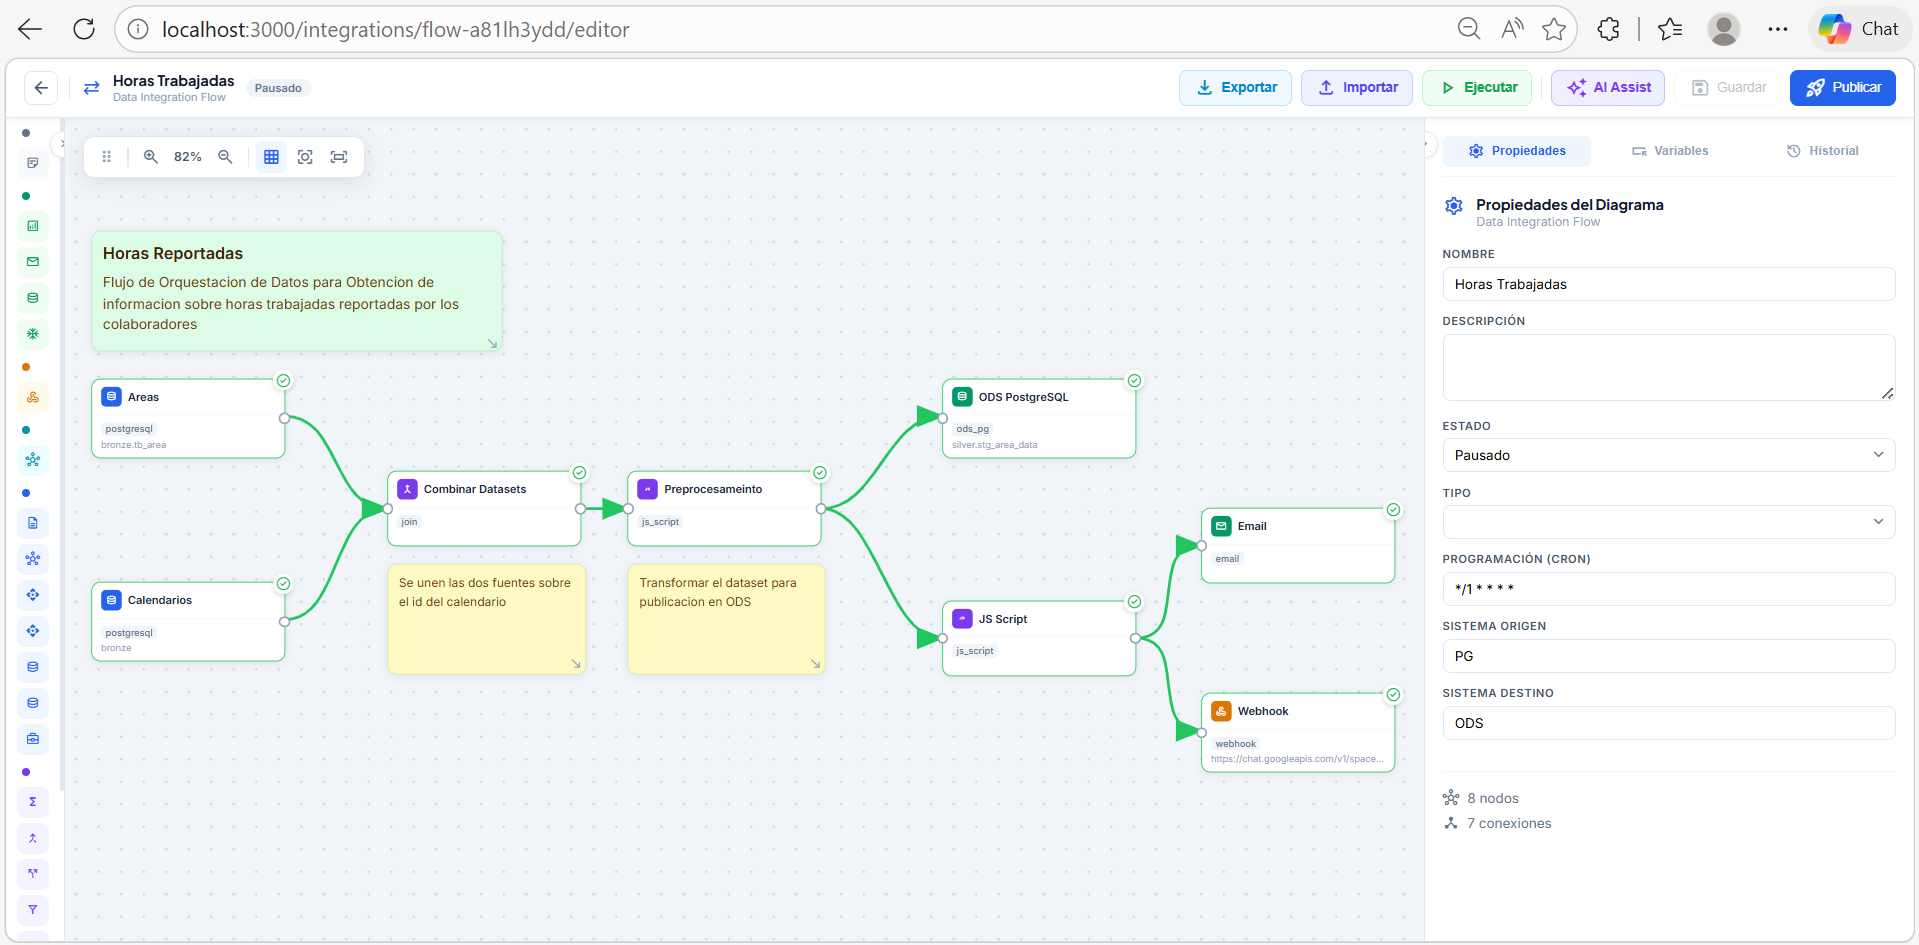 localhost:3000/integrations/flow-a81lh3ydd/editor
Chat
Horas Trabajadas
Data Integration Flow
Pausado
Exportar
Importar
Ejecutar
AI Assist
Guardar
Publicar
82%
Horas Reportadas
Flujo de Orquestacion de Datos para Obtencion de
informacion sobre horas trabajadas reportadas por los
colaboradores
Areas
postgresql
bronze.tb_area
Calendarios
postgresql
bronze
Combinar Datasets
join
Se unen las dos fuentes sobre
el id del calendario
Preprocesameinto
js_script
Transformar el dataset para
publicacion en ODS
ODS PostgreSQL
ods_pg
silver.stg_area_data
JS Script
js_script
Email
email
Webhook
webhook
https://chat.googleapis.com/v1/space...
Propiedades
Variables
Historial
Propiedades del Diagrama
Data Integration Flow
NOMBRE
Horas Trabajadas
DESCRIPCIÓN
ESTADO
Pausado
TIPO
PROGRAMACIÓN (CRON)
*/1 * * * *
SISTEMA ORIGEN
PG
SISTEMA DESTINO
ODS
8 nodos
7 conexiones